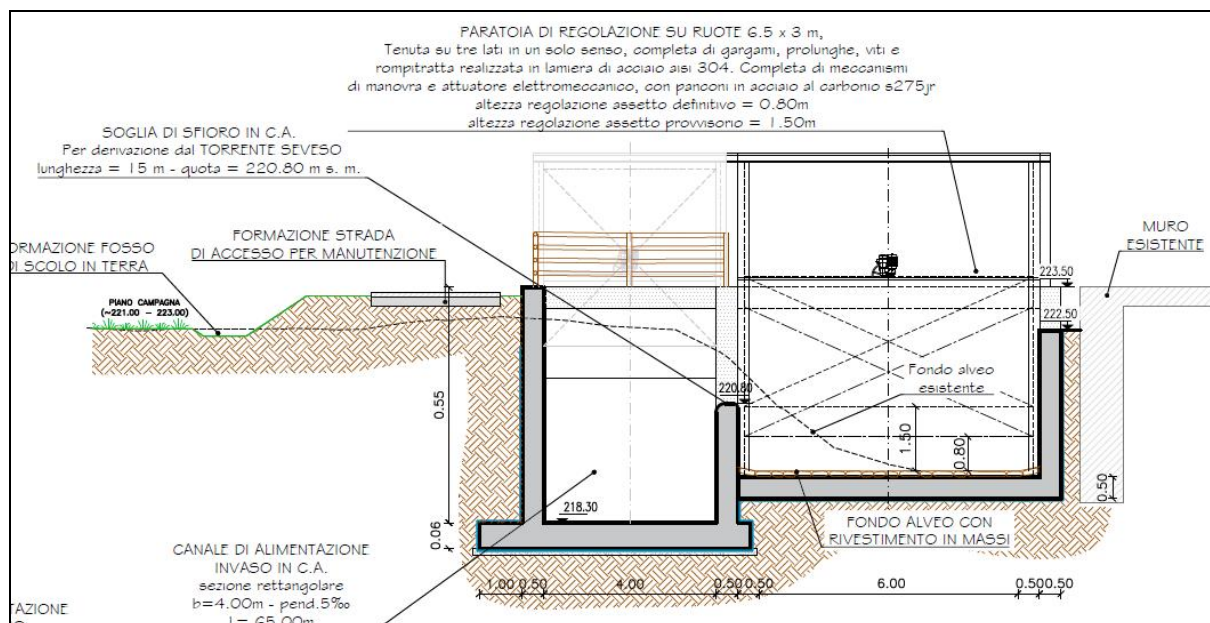 PARATOIA DI REGOLAZIONE SU RUOTE 6.5 x 3 m,
Tenuta su tre lati in un solo senso, completa di gargami, prolunghe, viti e
rompitratta realizzata in lamiera di acciaio aisi 304. Completa di meccanismi
di manovra e attuatore elettromeccanico, con panconi in acciaio al carbonio s275jr
altezza regolazione assetto definitivo = 0.80m
altezza regolazione assetto provvisorio = 1.50m
SOGLIA DI SFIORO IN C.A.
Per derivazione dal TORRENTE SEVESO
lunghezza = 15 m - quota = 220.80 m s. m.
ORMAZIONE FOSSO
DI SCOLO IN TERRA
FORMAZIONE STRADA
DI ACCESSO PER MANUTENZIONE
MURO
ESISTENTE
PIANO CAMPAGNA
(~221.00 - 223.00)
223.50
222.50
220.80
Fondo alveo
esistente
0.55
1.50
0.80
0.50
218.30
0.06
FONDO ALVEO CON
RIVESTIMENTO IN MASSI
CANALE DI ALIMENTAZIONE
INVASO IN C.A.
sezione rettangolare
b=4.00m - pend.5‰
l= 65.00m
1.00 0.50 4.00 0.50 0.50 6.00 0.50 0.50
TAZIONE